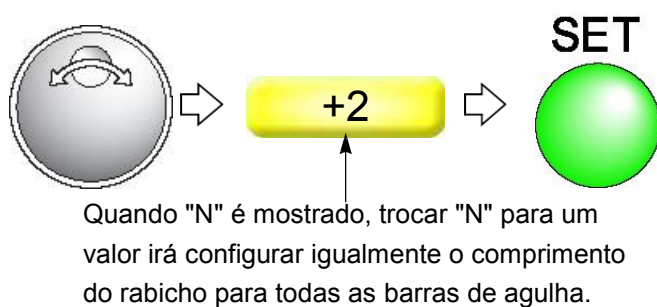 SET
+2
Quando "N" é mostrado, trocar "N" para um
valor irá configurar igualmente o comprimento
do rabicho para todas as barras de agulha.